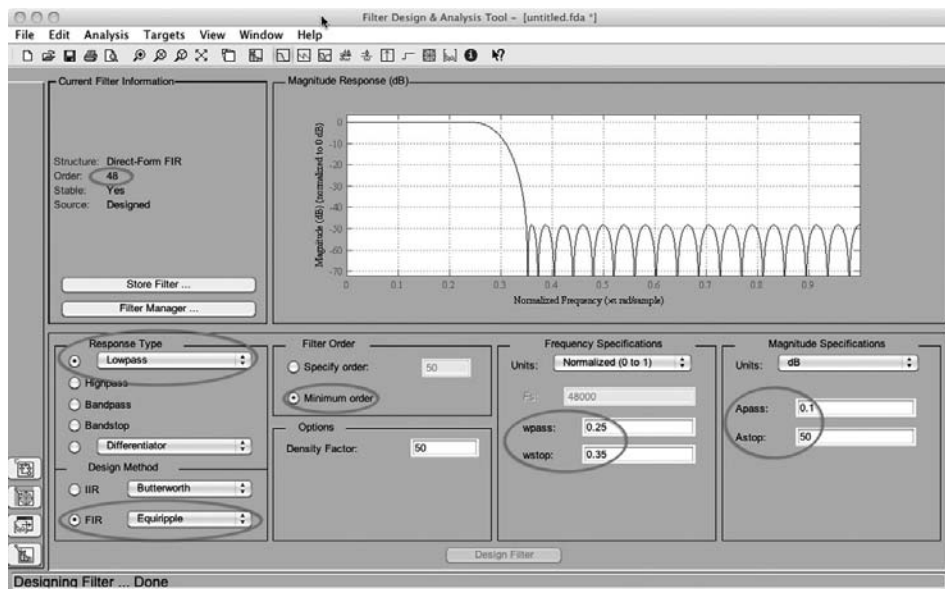 Filter Design & Analysis Tool – [untitled.fda *]
File Edit Analysis Targets View Window Help
Current Filter Information
Structure: Direct-Form FIR
Order: 48
Stable: Yes
Source: Designed
Store Filter ...
Filter Manager ...
Magnitude Response (dB)
Magnitude (dB) (normalized to 0 dB)
0
-10
-20
-30
-40
-50
-60
-70
0 0.1 0.2 0.3 0.4 0.5 0.6 0.7 0.8 0.9
Normalized Frequency (×π rad/sample)
Response Type
Lowpass
Highpass
Bandpass
Bandstop
Differentiator
Design Method
IIR Butterworth
FIR Equiripple
Filter Order
Specify order: 50
Minimum order
Options
Density Factor: 50
Frequency Specifications
Units: Normalized (0 to 1)
Fs: 48000
wpass: 0.25
wstop: 0.35
Magnitude Specifications
Units: dB
Apass: 0.1
Astop: 50
Design Filter
Designing Filter ... Done